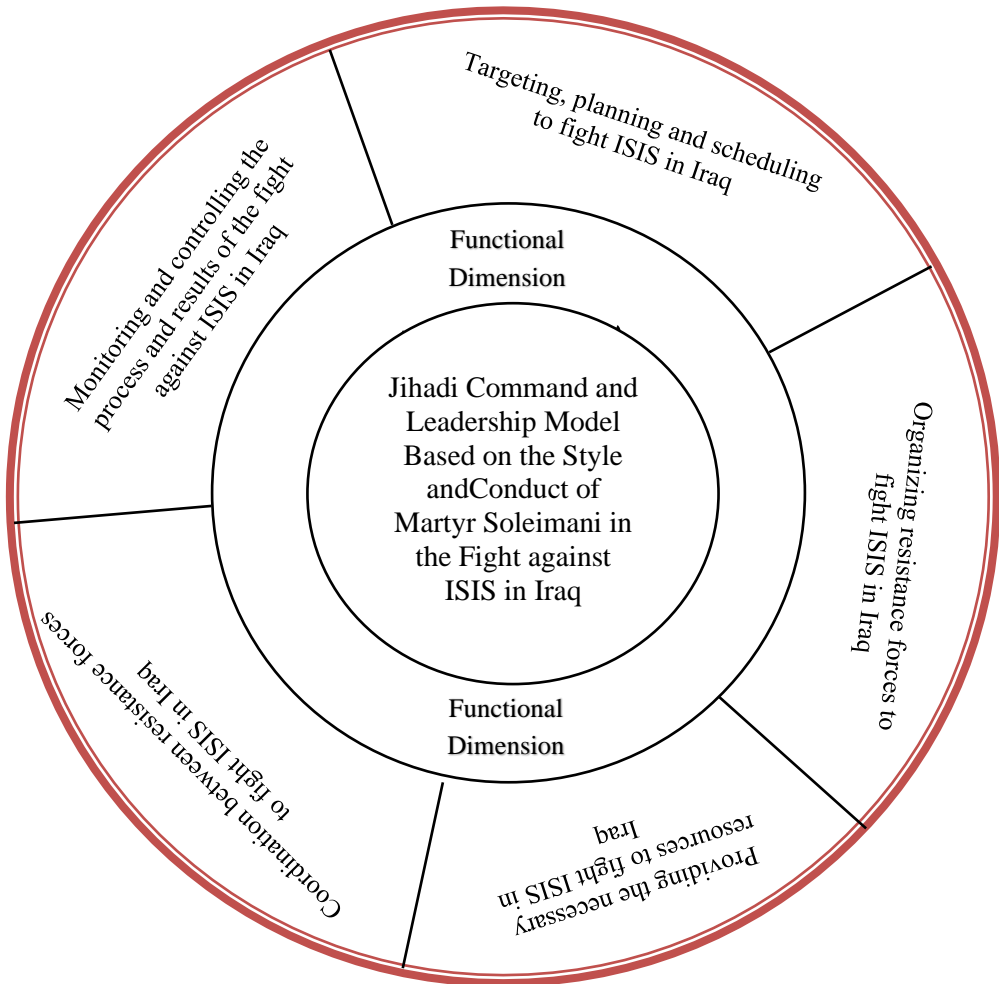 Targeting, planning and scheduling
to fight ISIS in Iraq
Monitoring and controlling the
process and results of the fight
against ISIS in Iraq
Functional
Dimension
Jihadi Command and
Leadership Model
Based on the Style
andConduct of
Martyr Soleimani in
the Fight against
ISIS in Iraq
Organizing resistance forces to
fight ISIS in Iraq
Functional
Dimension
Coordination between resistance forces
to fight ISIS in Iraq
Providing the necessary
resources to fight ISIS in
Iraq